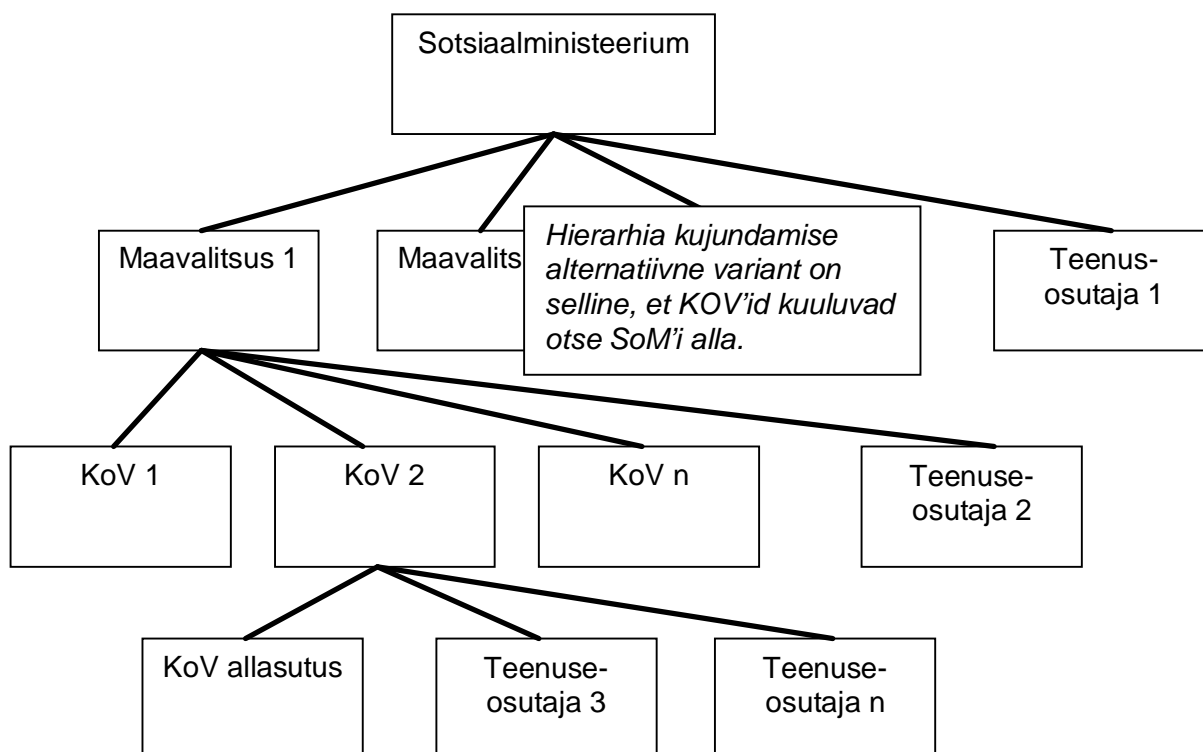 Sotsiaalministeerium
Maavalitsus 1
Maavalits
Hierarhia kujundamise
alternatiivne variant on
selline, et KOV'id kuuluvad
otse SoM'i alla.
Teenus-
osutaja 1
KoV 1
KoV 2
KoV n
Teenuse-
osutaja 2
KoV allasutus
Teenuse-
osutaja 3
Teenuse-
osutaja n